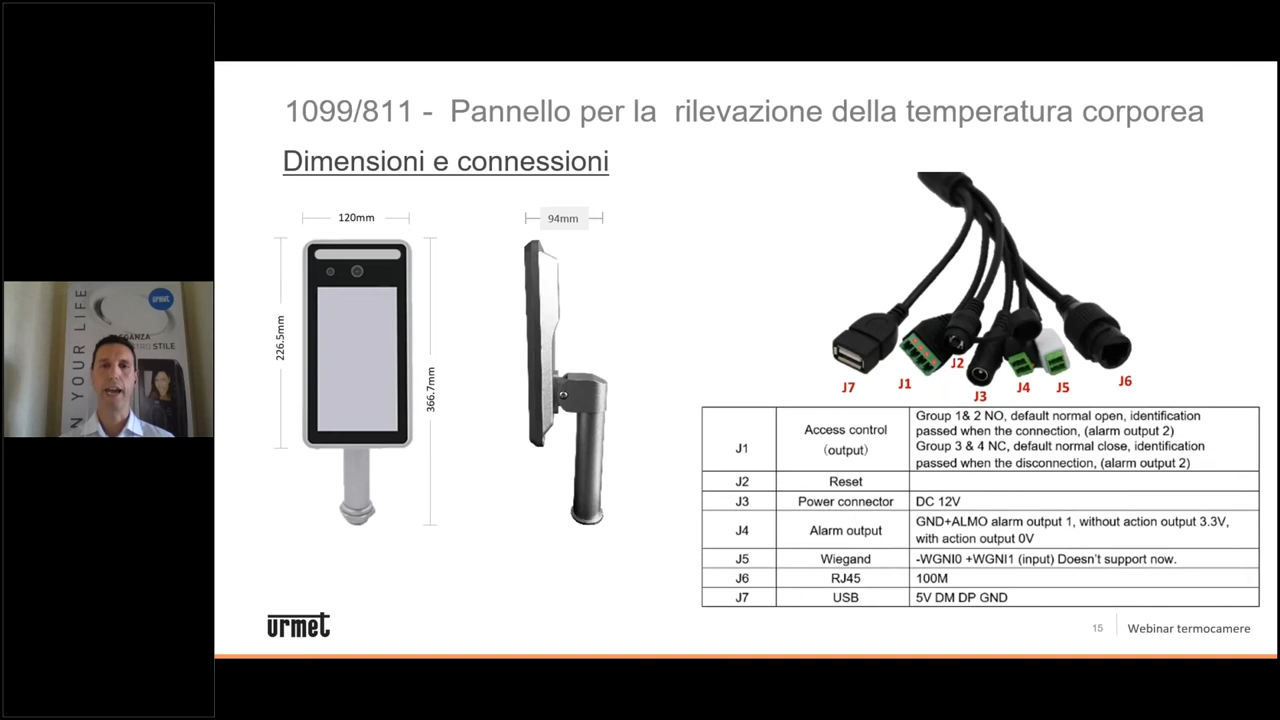 1099/811 - Pannello per la rilevazione della temperatura corporea
Dimensioni e connessioni
120mm
94mm
226.5mm
366.7mm
J7
J1
J2
J3
J4
J5
J6
J1 Access control (output) Group 1& 2 NO, default normal open, identification
passed when the connection, (alarm output 2)
Group 3 & 4 NC, default normal close, identification
passed when the disconnection, (alarm output 2)
J2 Reset
J3 Power connector DC 12V
J4 Alarm output GND+ALMO alarm output 1, without action output 3.3V,
with action output 0V
J5 Wiegand -WGNI0 +WGNI1 (input) Doesn't support now.
J6 RJ45 100M
J7 USB 5V DM DP GND
urmet
15
Webinar termocamere
urmet
N YOUR LIFE
STILE